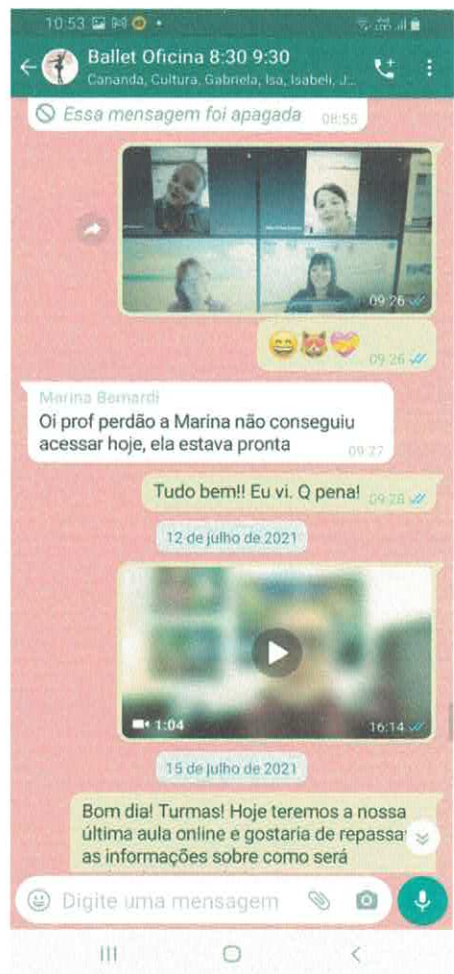 10:53
Ballet Oficina 8:30 9:30
Cananda, Cultura, Gabriela, Isa, Isabeli, J...
Essa mensagem foi apagada 08:55
09:26
09:26
Marina Bernardi
Oi prof perdão a Marina não conseguiu
acessar hoje, ela estava pronta
09:27
Tudo bem!! Eu vi. Q pena! 09:28
12 de julho de 2021
1:04 16:14
15 de julho de 2021
Bom dia! Turmas! Hoje teremos a nossa
última aula online e gostaria de repassar
as informações sobre como será
Digite uma mensagem